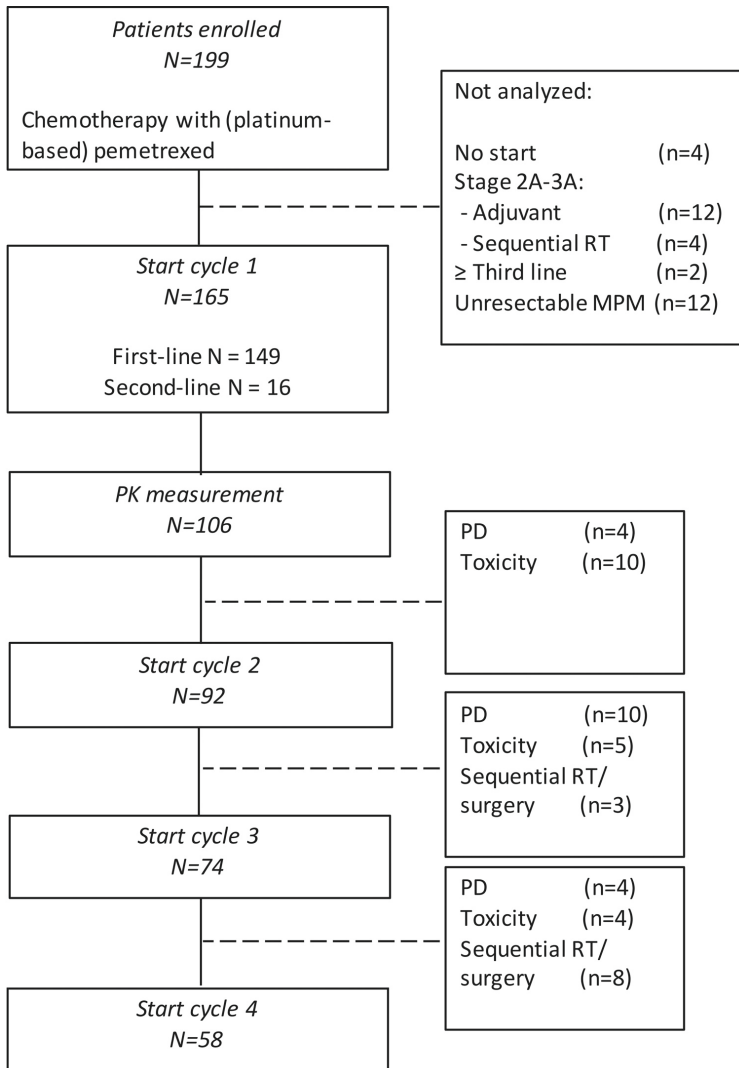 Patients enrolled
N=199
Chemotherapy with (platinum-
based) pemetrexed
Not analyzed:
No start (n=4)
Stage 2A-3A:
- Adjuvant (n=12)
- Sequential RT (n=4)
≥ Third line (n=2)
Unresectable MPM (n=12)
Start cycle 1
N=165
First-line N = 149
Second-line N = 16
PK measurement
N=106
PD (n=4)
Toxicity (n=10)
Start cycle 2
N=92
PD (n=10)
Toxicity (n=5)
Sequential RT/
surgery (n=3)
Start cycle 3
N=74
PD (n=4)
Toxicity (n=4)
Sequential RT/
surgery (n=8)
Start cycle 4
N=58